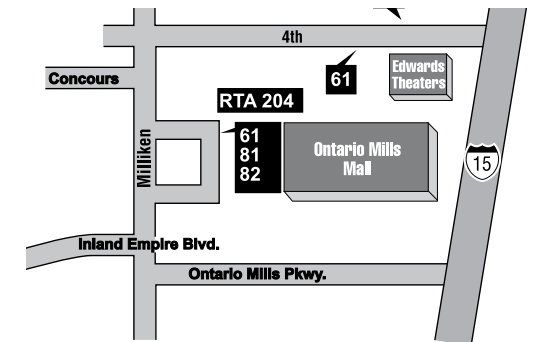 4th
Edwards
Theaters
Concours
61
RTA 204
61
81
82
Milliken
Ontario Mills
Mall
15
Inland Empire Blvd.
Ontario Mills Pkwy.